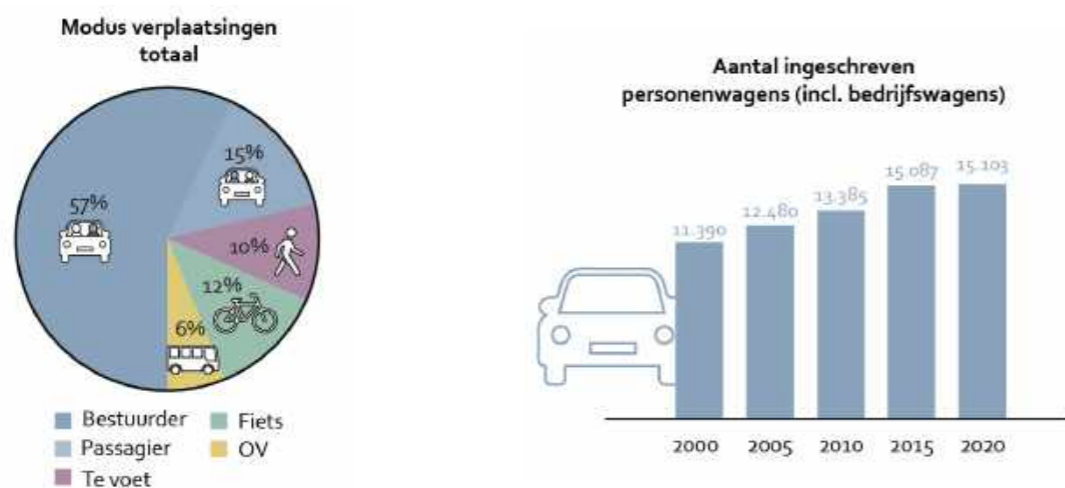 Modus verplaatsingen
totaal
15%
57%
10%
12%
6%
Bestuurder
Fiets
Passagier
OV
Te voet
Aantal ingeschreven
personenwagens (incl. bedrijfswagens)
11.390
12.480
13.385
15.087
15.103
2000
2005
2010
2015
2020